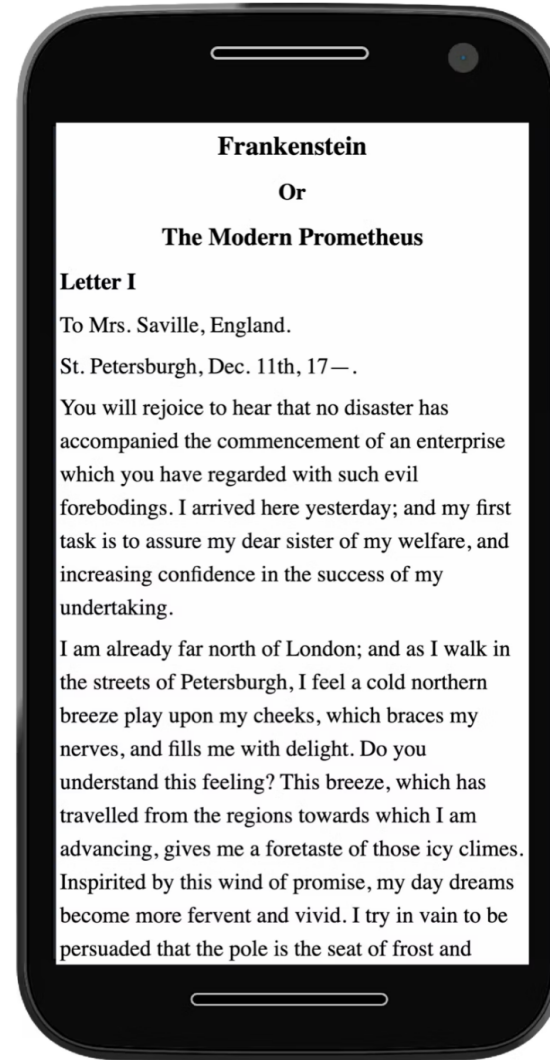 Frankenstein
Or
The Modern Prometheus
Letter I
To Mrs. Saville, England.
St. Petersburgh, Dec. 11th, 17—.
You will rejoice to hear that no disaster has
accompanied the commencement of an enterprise
which you have regarded with such evil
forebodings. I arrived here yesterday; and my first
task is to assure my dear sister of my welfare, and
increasing confidence in the success of my
undertaking.
I am already far north of London; and as I walk in
the streets of Petersburgh, I feel a cold northern
breeze play upon my cheeks, which braces my
nerves, and fills me with delight. Do you
understand this feeling? This breeze, which has
travelled from the regions towards which I am
advancing, gives me a foretaste of those icy climes.
Inspirited by this wind of promise, my day dreams
become more fervent and vivid. I try in vain to be
persuaded that the pole is the seat of frost and